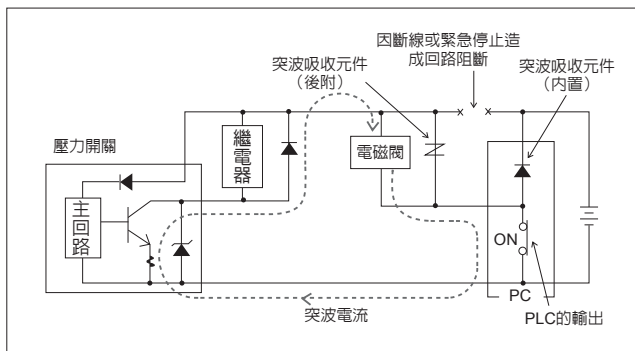 因斷線或緊急停止造
成回路阻斷
突波吸收元件
（後附）
突波吸收元件
（内置）
壓力開關
繼電器
電磁閥
主回路
ON
PC
突波電流
PLC的輸出